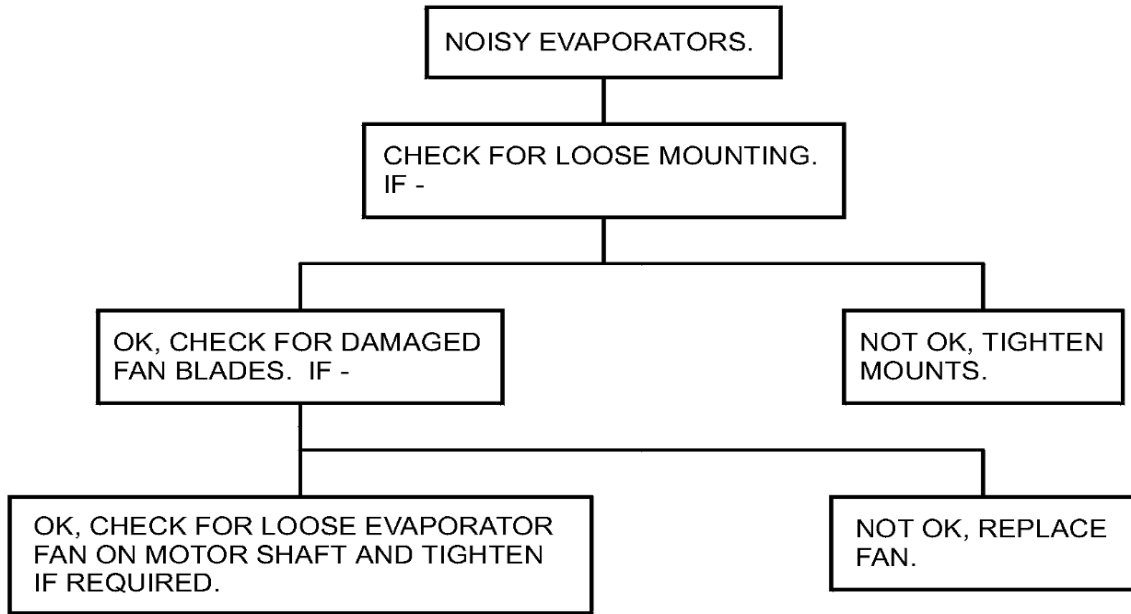 NOISY EVAPORATORS.
CHECK FOR LOOSE MOUNTING.
IF -
OK, CHECK FOR DAMAGED
FAN BLADES.  IF -
NOT OK, TIGHTEN
MOUNTS.
OK, CHECK FOR LOOSE EVAPORATOR
FAN ON MOTOR SHAFT AND TIGHTEN
IF REQUIRED.
NOT OK, REPLACE
FAN.